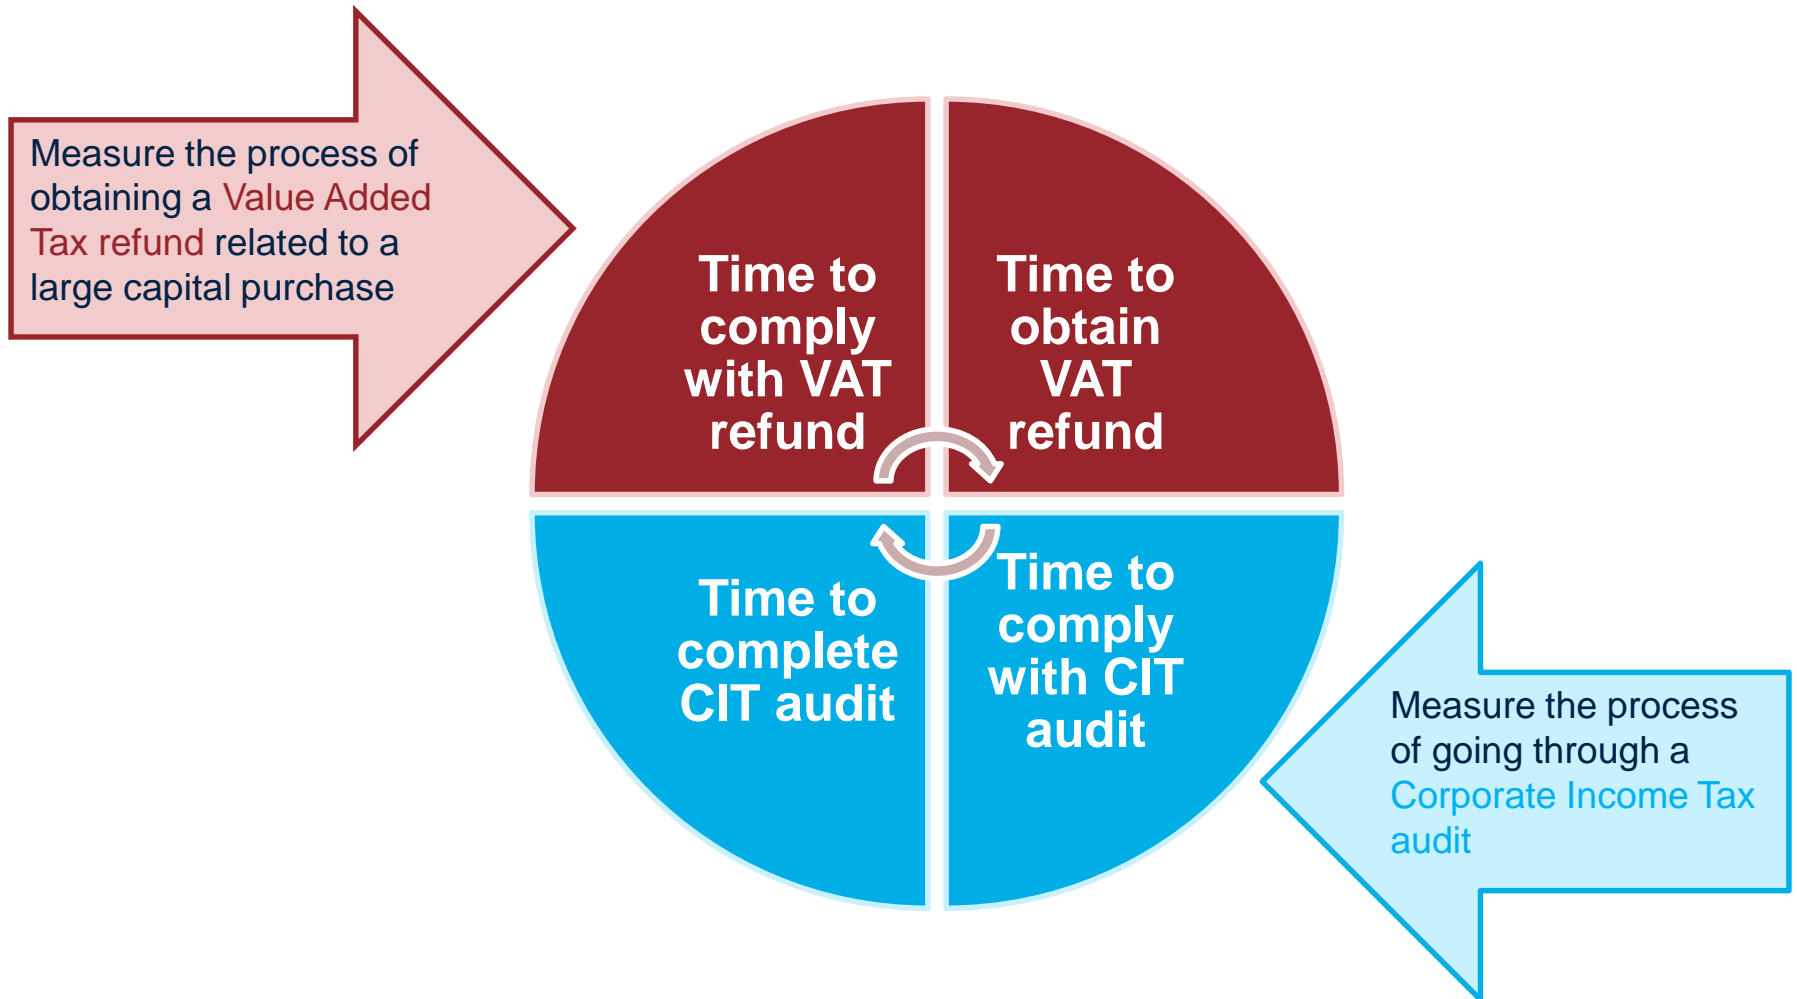 Measure the process of
obtaining a Value Added
Tax refund related to a
large capital purchase
Time to
comply
with VAT
refund
Time to
obtain
VAT
refund
Time to
complete
CIT audit
Time to
comply
with CIT
audit
Measure the process
of going through a
Corporate Income Tax
audit